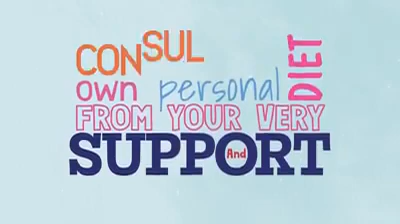 CONSUL
own personal DIET
FROM YOUR VERY
SUPPORT And